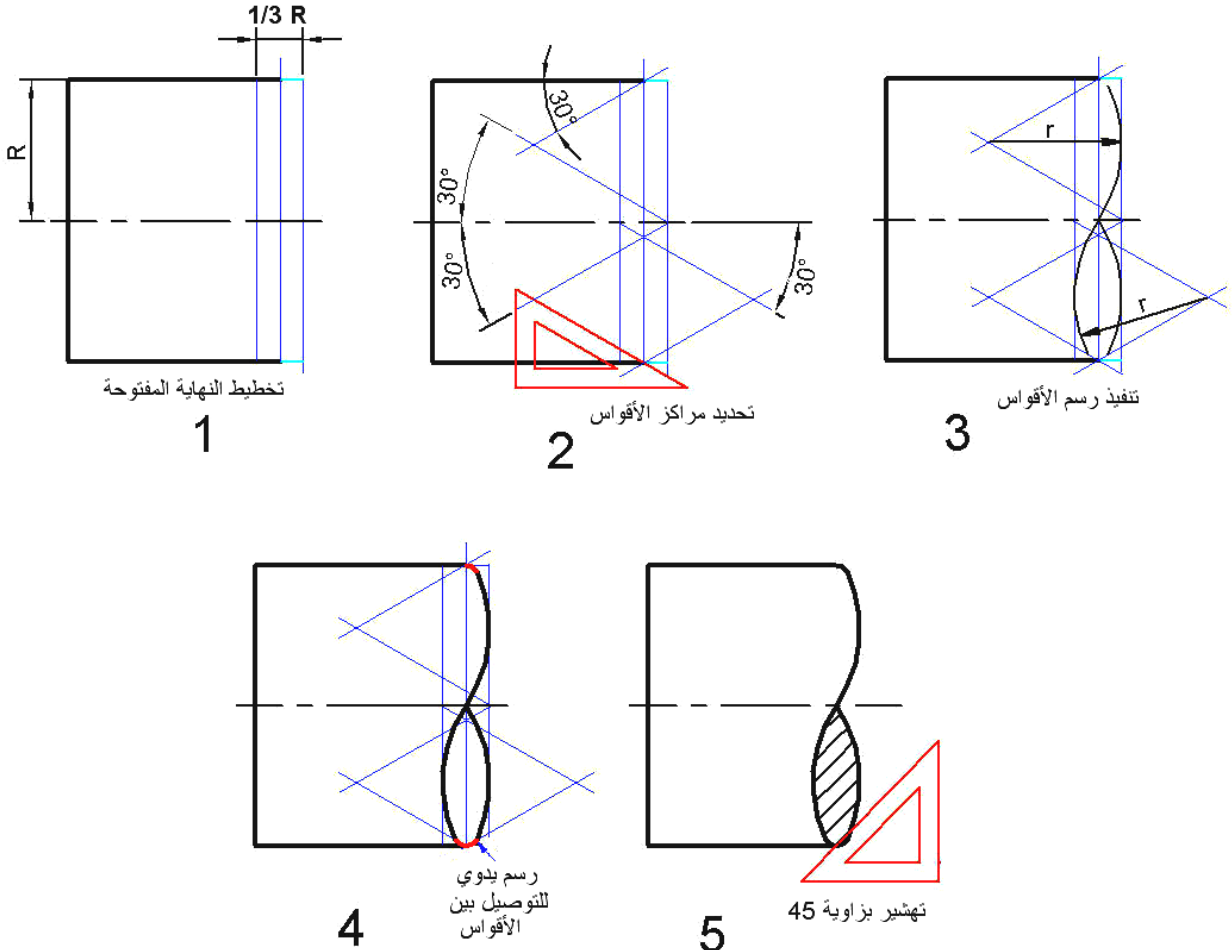 1/3 R
R
تخطيط النهاية المفتوحة
1
30°
30°
30°
30°
تحديد مراكز الأقواس
2
r
r
تنفيذ رسم الأقواس
3
رسم يدوي
للتوصيل بين
الأقواس
4
تهشير بزاوية 45
5